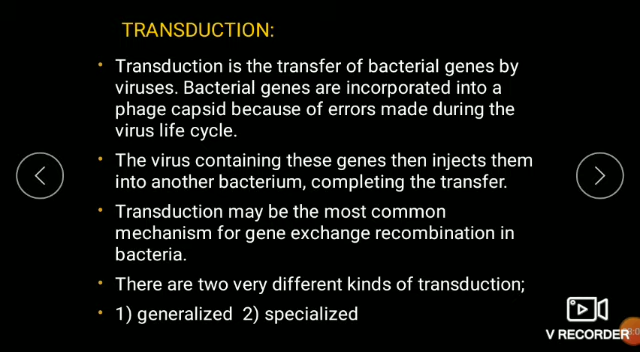 TRANSDUCTION:
• Transduction is the transfer of bacterial genes by
viruses. Bacterial genes are incorporated into a
phage capsid because of errors made during the
virus life cycle.
• The virus containing these genes then injects them
into another bacterium, completing the transfer.
• Transduction may be the most common
mechanism for gene exchange recombination in
bacteria.
• There are two very different kinds of transduction;
• 1) generalized 2) specialized
V RECORDER